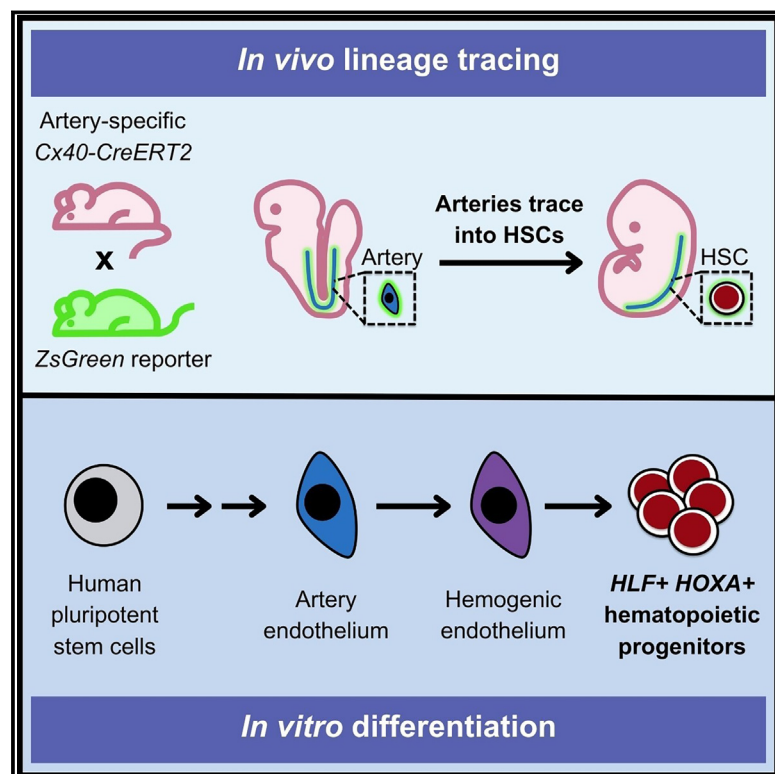 In vivo lineage tracing
Artery-specific
Cx40-CreERT2
x
ZsGreen reporter
Artery
Arteries trace
into HSCs
HSC
Human
pluripotent
stem cells
Artery
endothelium
Hemogenic
endothelium
HLF+ HOXA+
hematopoietic
progenitors
In vitro differentiation